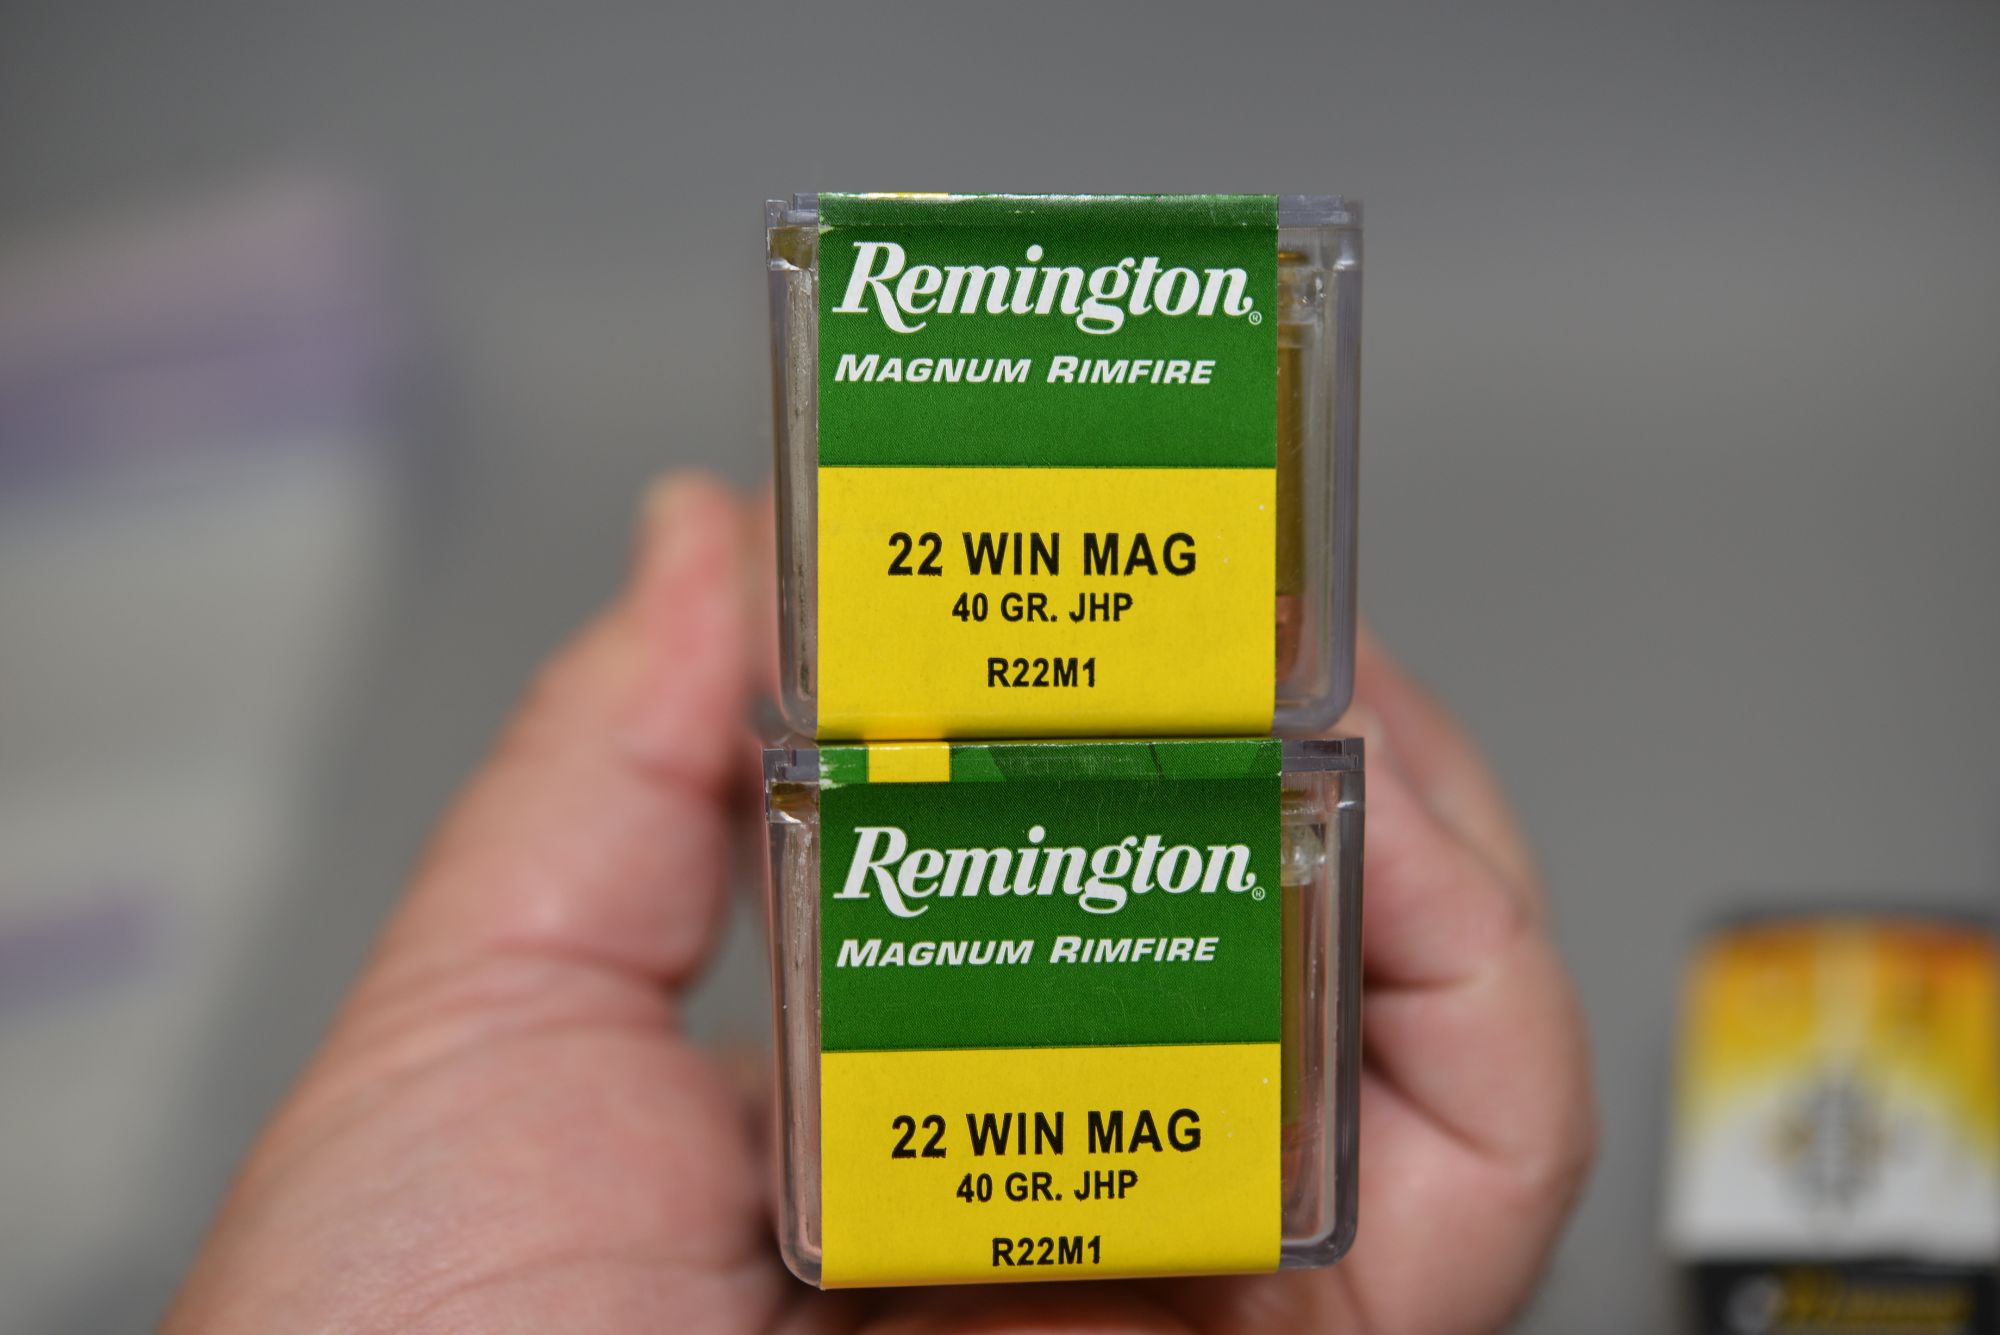 Remington®
MAGNUM RIMFIRE
22 WIN MAG
40 GR. JHP
R22M1
Remington®
MAGNUM RIMFIRE
22 WIN MAG
40 GR. JHP
R22M1